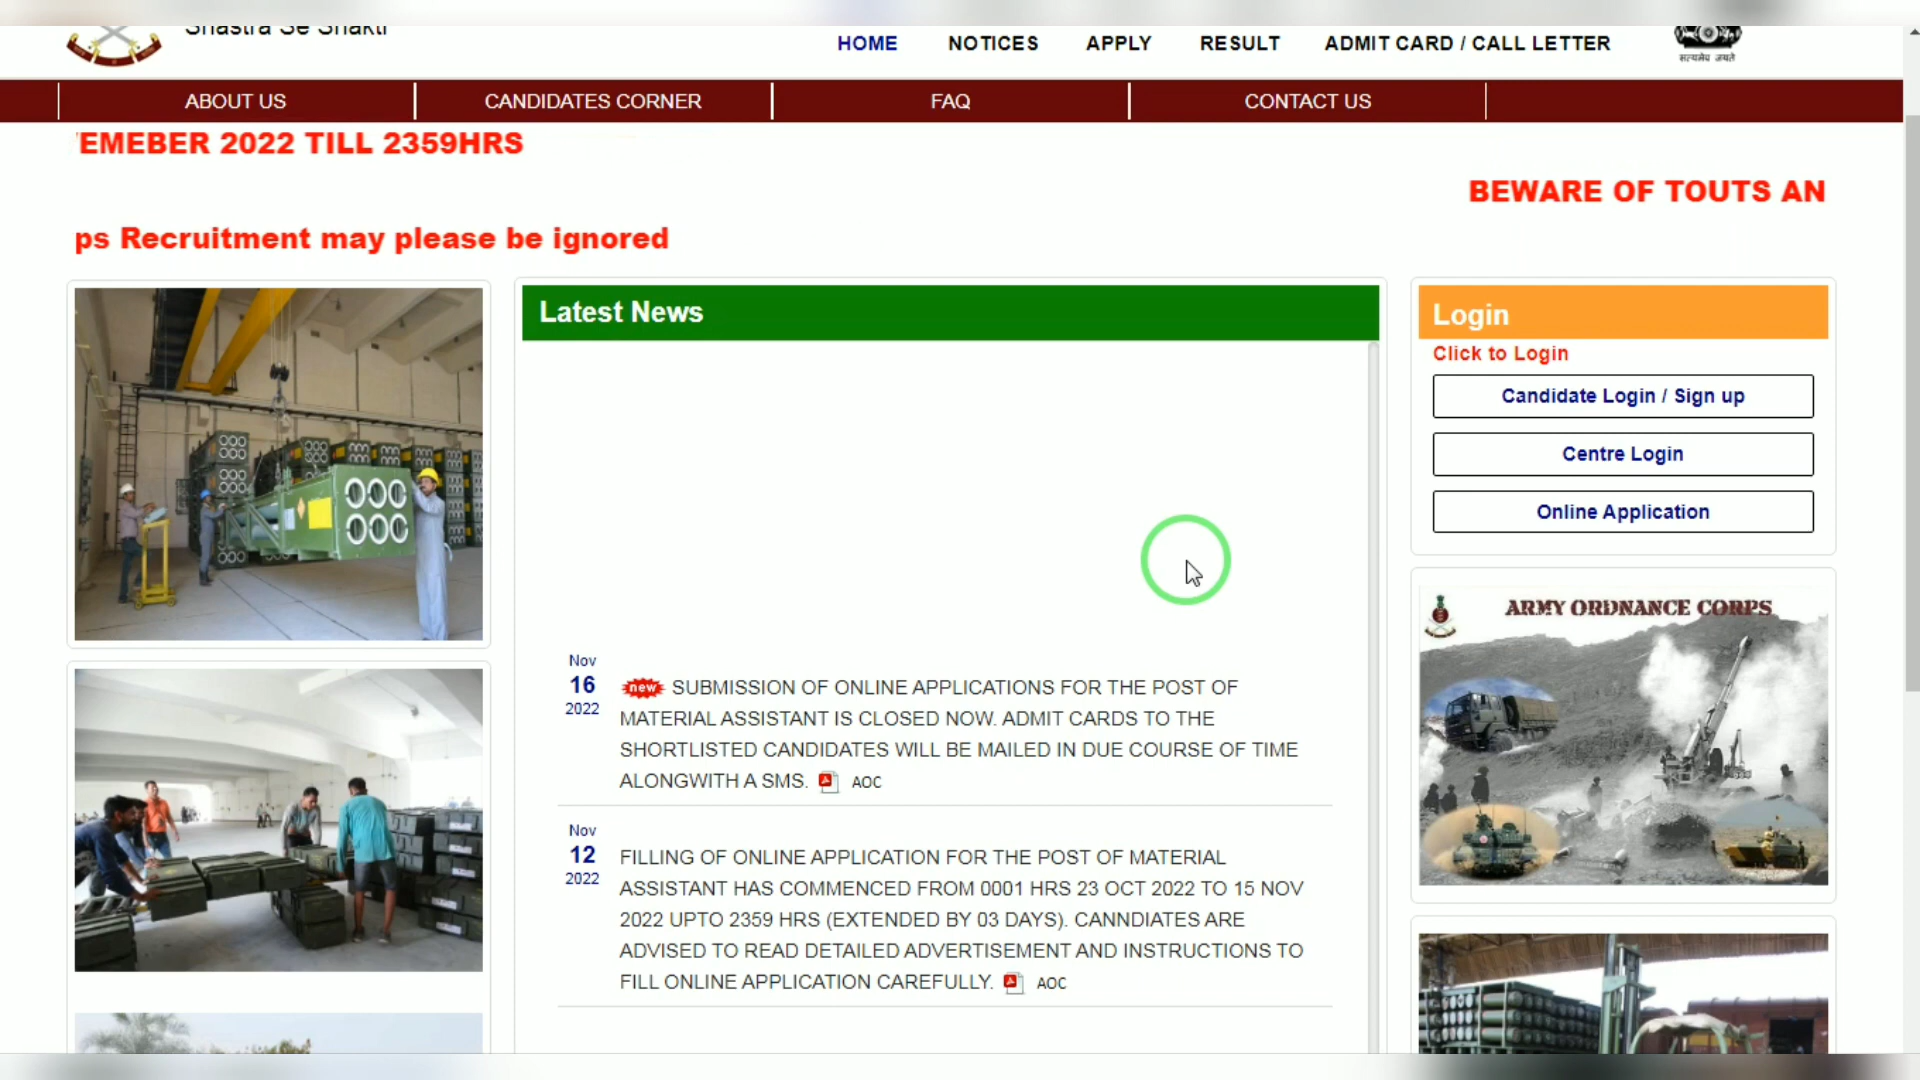 Shastra Se Shakti
HOME NOTICES APPLY RESULT ADMIT CARD / CALL LETTER
सत्यमेव जयते
ABOUT US CANDIDATES CORNER FAQ CONTACT US
EMEBER 2022 TILL 2359HRS
BEWARE OF TOUTS AN
ps Recruitment may please be ignored
Latest News
Nov
16
2022
new SUBMISSION OF ONLINE APPLICATIONS FOR THE POST OF
MATERIAL ASSISTANT IS CLOSED NOW. ADMIT CARDS TO THE
SHORTLISTED CANDIDATES WILL BE MAILED IN DUE COURSE OF TIME
ALONGWITH A SMS. AOC
Nov
12
2022
FILLING OF ONLINE APPLICATION FOR THE POST OF MATERIAL
ASSISTANT HAS COMMENCED FROM 0001 HRS 23 OCT 2022 TO 15 NOV
2022 UPTO 2359 HRS (EXTENDED BY 03 DAYS). CANNDIATES ARE
ADVISED TO READ DETAILED ADVERTISEMENT AND INSTRUCTIONS TO
FILL ONLINE APPLICATION CAREFULLY. AOC
Login
Click to Login
Candidate Login / Sign up
Centre Login
Online Application
ARMY ORDNANCE CORPS